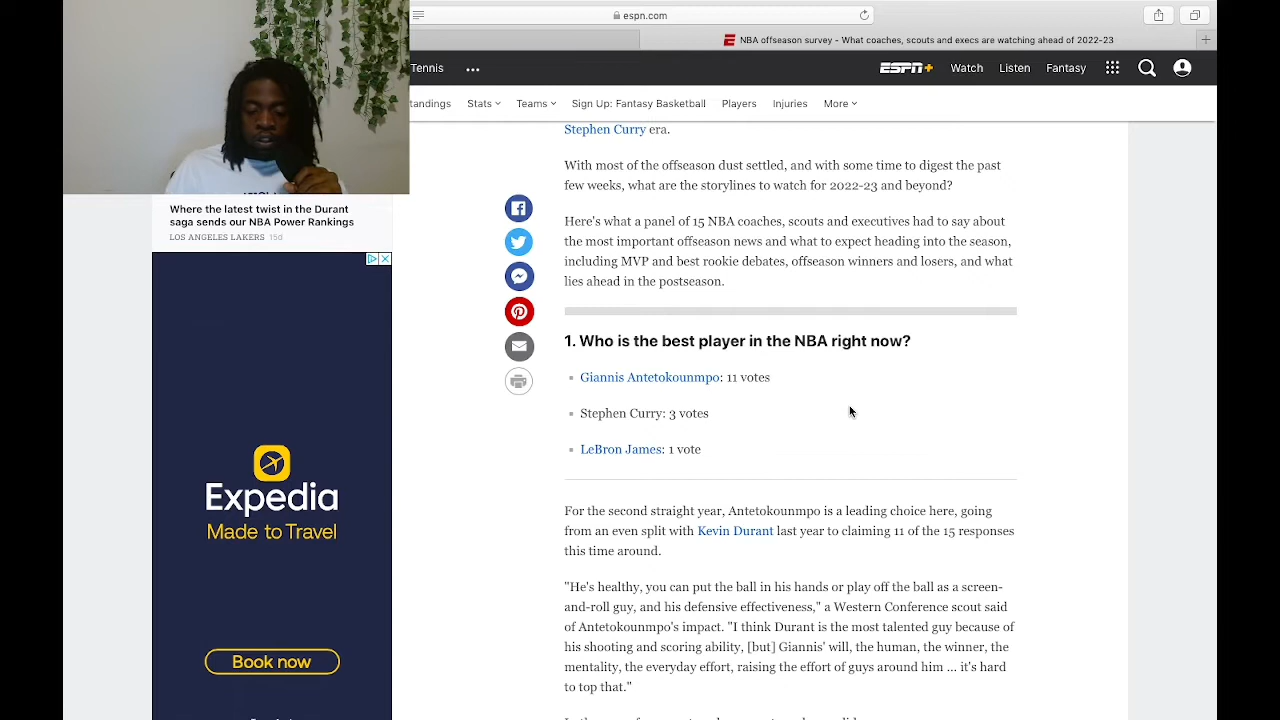 espn.com
NBA offseason survey - What coaches, scouts and execs are watching ahead of 2022-23
Tennis
ESPN+ Watch Listen Fantasy
tandings Stats Teams Sign Up: Fantasy Basketball Players Injuries More
Where the latest twist in the Durant
saga sends our NBA Power Rankings
LOS ANGELES LAKERS 15d
Expedia
Made to Travel
Book now
Stephen Curry era.
With most of the offseason dust settled, and with some time to digest the past
few weeks, what are the storylines to watch for 2022-23 and beyond?
Here's what a panel of 15 NBA coaches, scouts and executives had to say about
the most important offseason news and what to expect heading into the season,
including MVP and best rookie debates, offseason winners and losers, and what
lies ahead in the postseason.
1. Who is the best player in the NBA right now?
Giannis Antetokounmpo: 11 votes
Stephen Curry: 3 votes
LeBron James: 1 vote
For the second straight year, Antetokounmpo is a leading choice here, going
from an even split with Kevin Durant last year to claiming 11 of the 15 responses
this time around.
"He's healthy, you can put the ball in his hands or play off the ball as a screen-
and-roll guy, and his defensive effectiveness," a Western Conference scout said
of Antetokounmpo's impact. "I think Durant is the most talented guy because of
his shooting and scoring ability, [but] Giannis' will, the human, the winner, the
mentality, the everyday effort, raising the effort of guys around him ... it's hard
to top that."